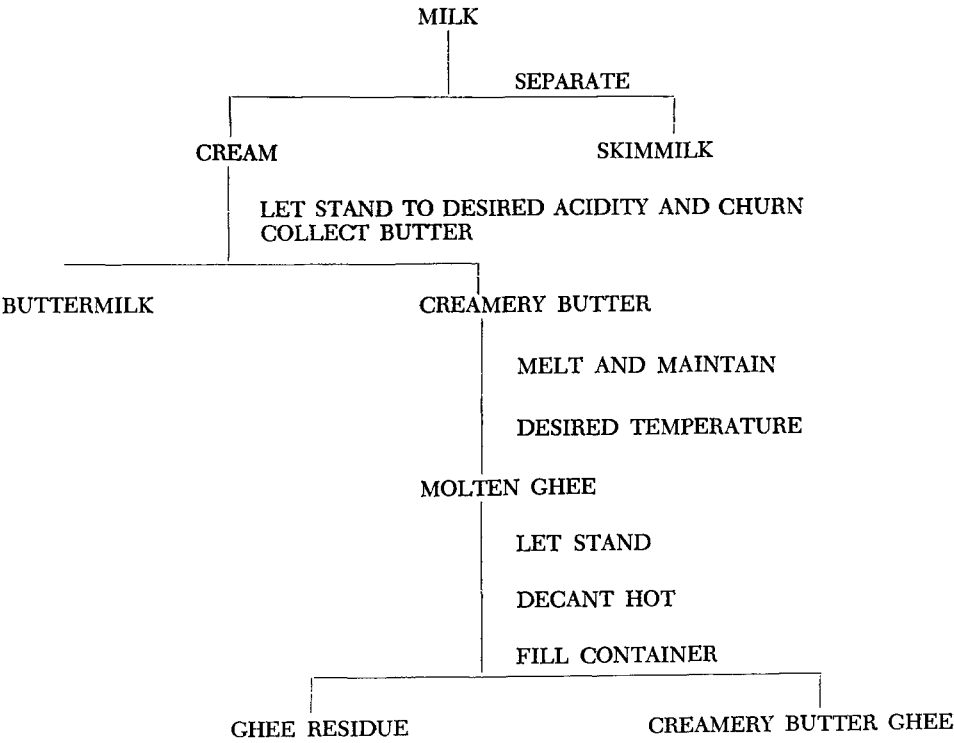 MILK
SEPARATE
CREAM
SKIMMILK
LET STAND TO DESIRED ACIDITY AND CHURN
COLLECT BUTTER
BUTTERMILK
CREAMERY BUTTER
MELT AND MAINTAIN
DESIRED TEMPERATURE
MOLTEN GHEE
LET STAND
DECANT HOT
FILL CONTAINER
GHEE RESIDUE
CREAMERY BUTTER GHEE